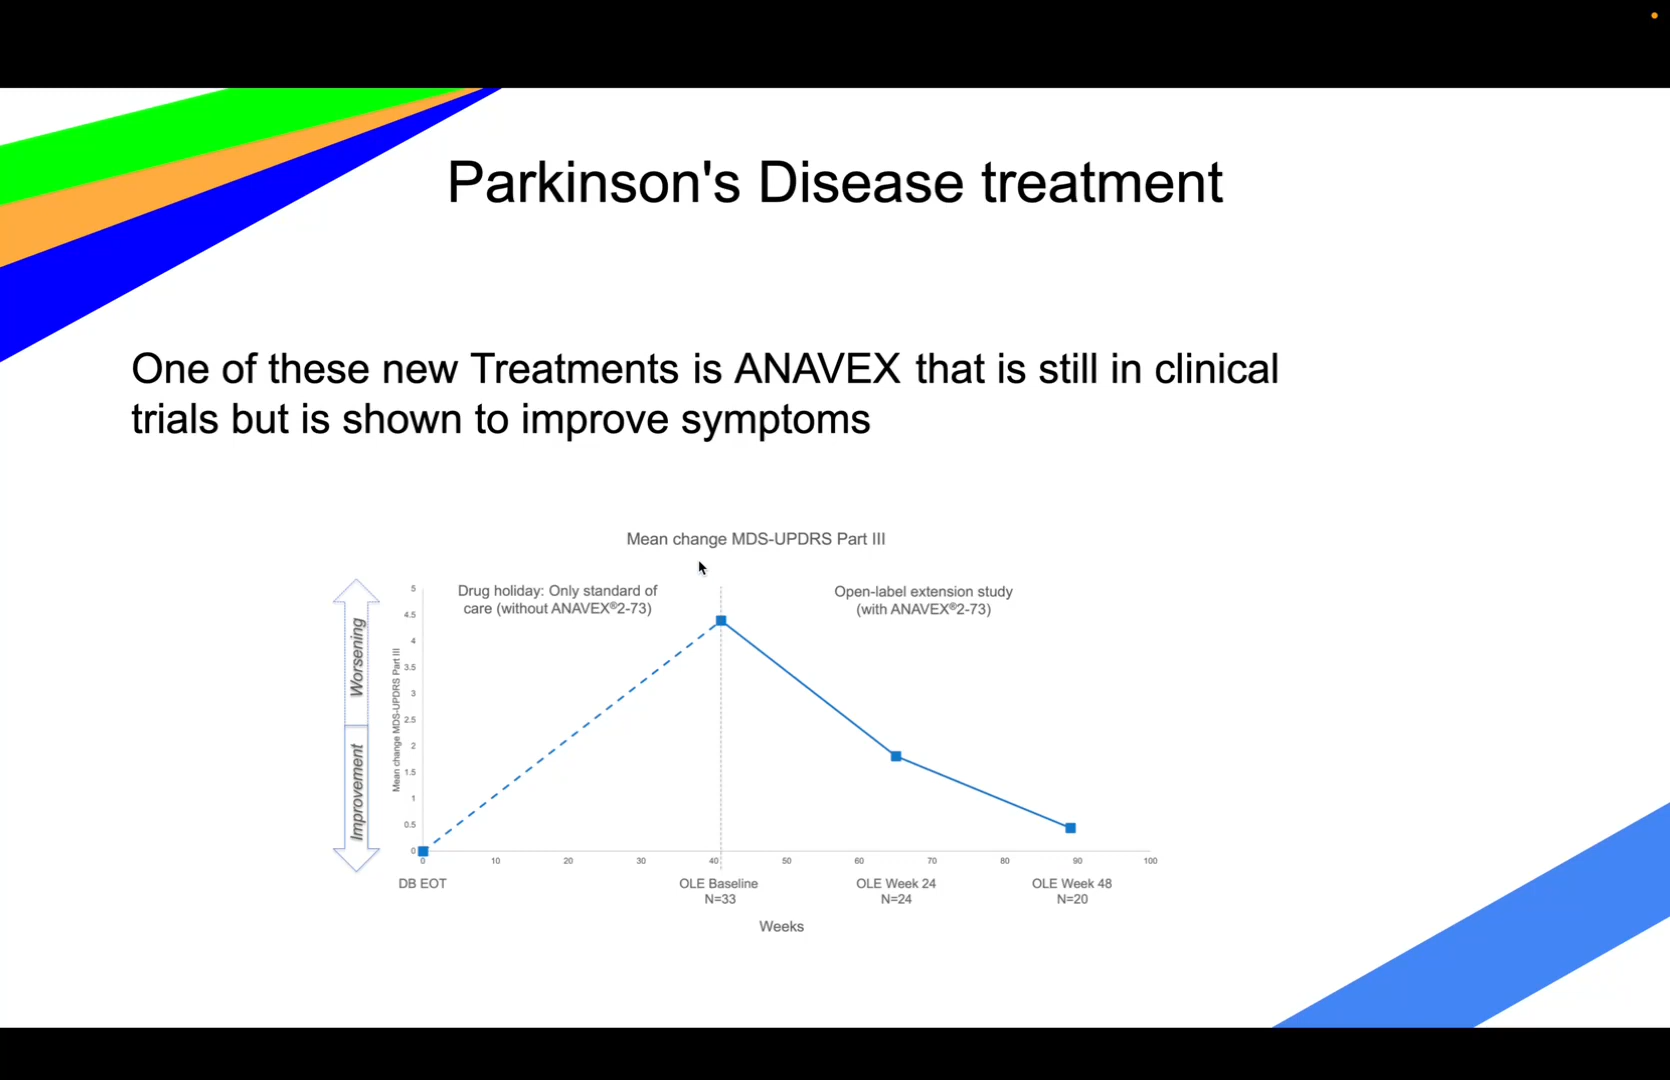 Parkinson's Disease treatment
One of these new Treatments is ANAVEX that is still in clinical
trials but is shown to improve symptoms
Mean change MDS-UPDRS Part III
Drug holiday: Only standard of
care (without ANAVEX®2-73)
Open-label extension study
(with ANAVEX®2-73)
Worsening
Improvement
Mean change MDS-UPDRS Part III
5
4.5
4
3.5
3
2.5
2
1.5
1
0.5
0
0 10 20 30 40 50 60 70 80 90 100
DB EOT
OLE Baseline
N=33
OLE Week 24
N=24
OLE Week 48
N=20
Weeks